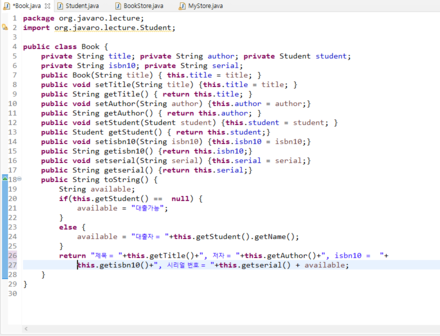 *Book.java Student.java BookStore.java MyStore.java
1 package org.javaro.lecture;
2 import org.javaro.lecture.Student;
3
4 public class Book {
5 private String title; private String author; private Student student;
6 private String isbn10; private String serial;
7 public Book(String title) { this.title = title; }
8 public void setTitle(String title) {this.title = title; }
9 public String getTitle() { return this.title; }
10 public void setAuthor(String author) {this.author = author;}
11 public String getAuthor() { return this.author; }
12 public void setStudent(Student student) {this.student = student; }
13 Student getStudent() { return this.student;}
14 public void setisbn10(String isbn10) {this.isbn10 = isbn10;}
15 public String getisbn10() {return this.isbn10;}
16 public void setserial(String serial) {this.serial = serial;}
17 public String getserial() {return this.serial;}
18 public String toString() {
19 String available;
20 if(this.getStudent() == null) {
21 available = "대출가능";
22 }
23 else {
24 available = "대출자 = "+this.getStudent().getName();
25 }
26 return "제목 = "+this.getTitle()+", 저자 = "+this.getAuthor()+", isbn10 = "+
27 this.getisbn10()+", 시리얼 번호 = "+this.getserial() + available;
28 }
29 }
30